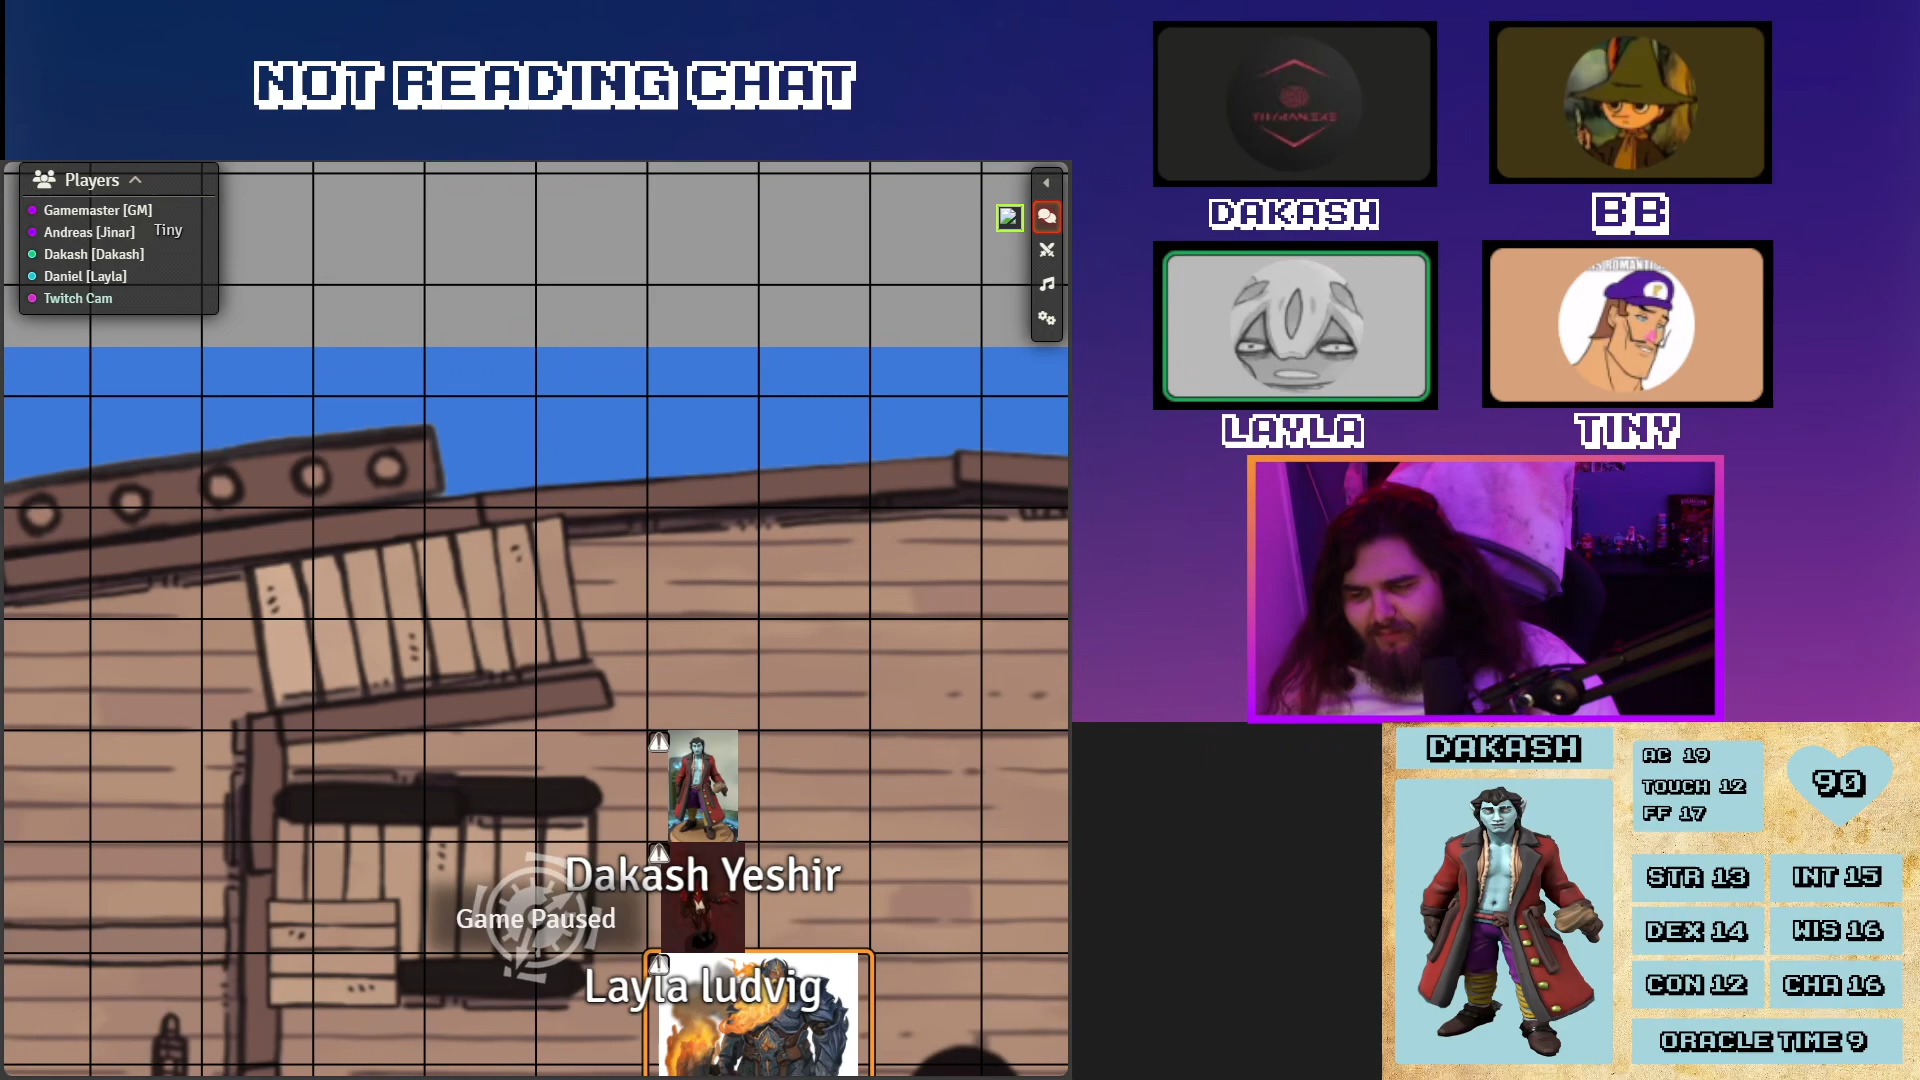 NOT READING CHAT
Players
Gamemaster [GM]
Andreas [Jinar]
Tiny
Dakash [Dakash]
Daniel [Layla]
Twitch Cam
Dakash Yeshir
Game Paused
Layla ludvig
DAKASH
BB
LAYLA
TINY
DAKASH
AC 19
TOUCH 12
FF 17
90
STR 13
INT 15
DEX 14
WIS 16
CON 12
CHA 16
ORACLE TIME 9